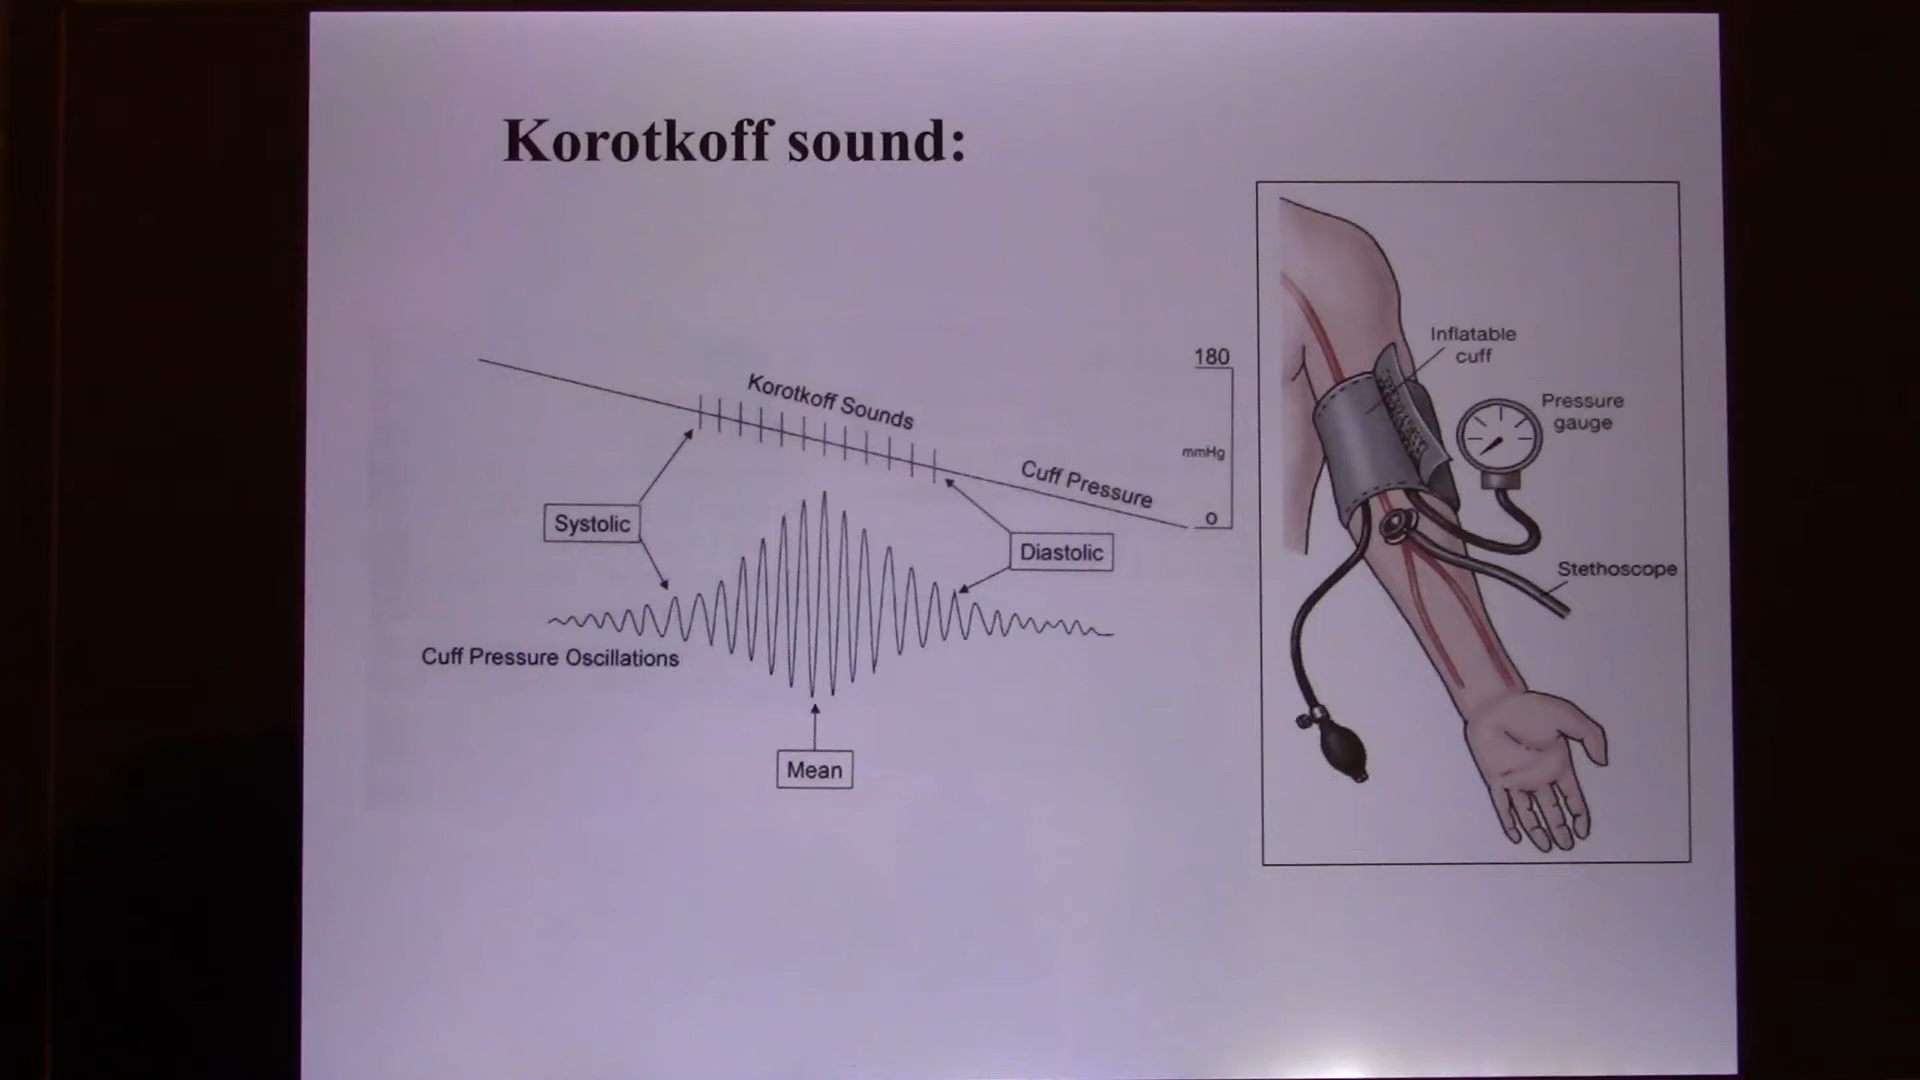 Korotkoff sound:
Korotkoff Sounds
Cuff Pressure
180
mmHg
0
Systolic
Diastolic
Cuff Pressure Oscillations
Mean
Inflatable
cuff
Pressure
gauge
Stethoscope